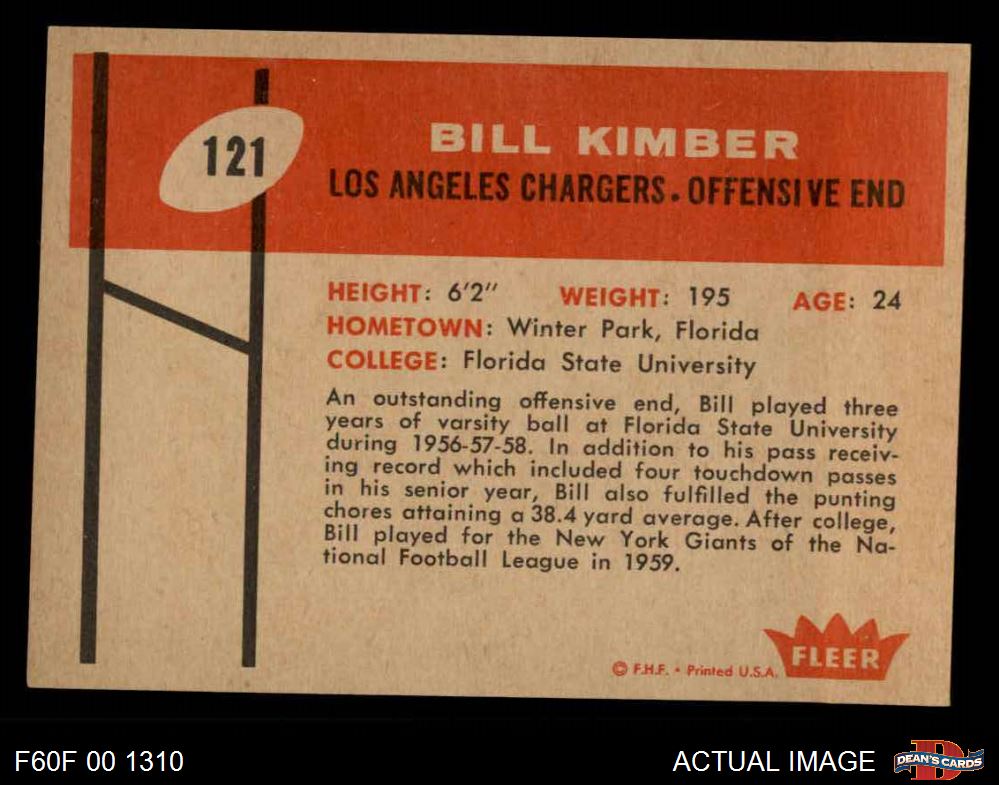 121
BILL KIMBER
LOS ANGELES CHARGERS. OFFENSIVE END
HEIGHT: 6'2" WEIGHT: 195 AGE: 24
HOMETOWN: Winter Park, Florida
COLLEGE: Florida State University
An outstanding offensive end, Bill played three
years of varsity ball at Florida State University
during 1956-57-58. In addition to his pass receiv-
ing record which included four touchdown passes
in his senior year, Bill also fulfilled the punting
chores attaining a 38.4 yard average. After college,
Bill played for the New York Giants of the Na-
tional Football League in 1959.
FLEER
© F.H.F. • Printed U.S.A.
F60F 00 1310
ACTUAL IMAGE
D
DEAN'S CARDS